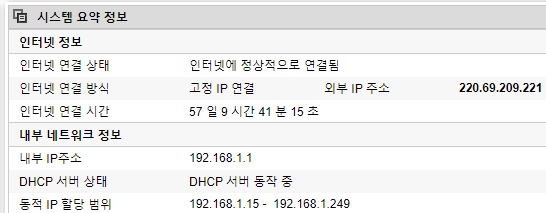 시스템 요약 정보
인터넷 정보
인터넷 연결 상태 인터넷에 정상적으로 연결됨
인터넷 연결 방식 고정 IP 연결 외부 IP 주소 220.69.209.221
인터넷 연결 시간 57 일 9 시간 41 분 15 초
내부 네트워크 정보
내부 IP주소 192.168.1.1
DHCP 서버 상태 DHCP 서버 동작 중
동적 IP 할당 범위 192.168.1.15 - 192.168.1.249